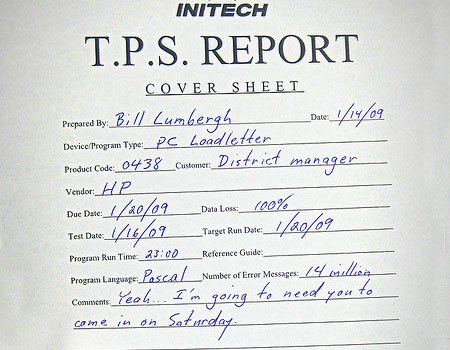 INITECH
T.P.S. REPORT
COVER SHEET
Prepared By: Bill Lumbergh Date: 1/14/09
Device/Program Type: PC Loadletter
Product Code: 0438 Customer: District manager
Vendor: HP
Due Date: 1/20/09 Data Loss: 100%
Test Date: 1/16/09 Target Run Date: 1/20/09
Program Run Time: 23:00 Reference Guide:
Program Language: Pascal Number of Error Messages: 14 million
Comments: Yeah... I'm going to need you to
come in on Saturday.